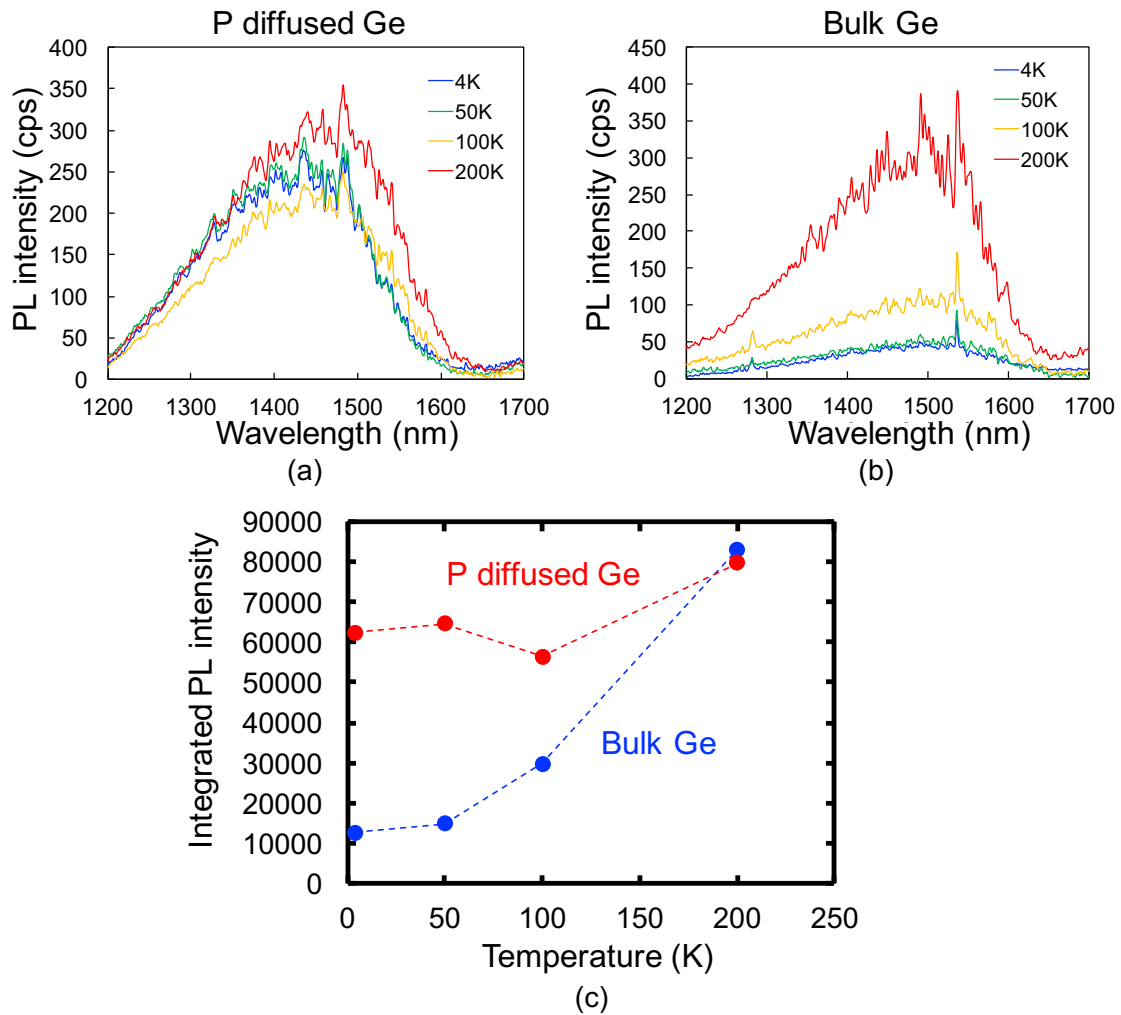 P diffused Ge
PL intensity (cps)
400
350
300
250
200
150
100
50
0
4K
50K
100K
200K
1200 1300 1400 1500 1600 1700
Wavelength (nm)
(a)
Bulk Ge
PL intensity (cps)
450
400
350
300
250
200
150
100
50
0
4K
50K
100K
200K
1200 1300 1400 1500 1600 1700
Wavelength (nm)
(b)
Integrated PL intensity
90000
80000
70000
60000
50000
40000
30000
20000
10000
0
P diffused Ge
Bulk Ge
0 50 100 150 200 250
Temperature (K)
(c)